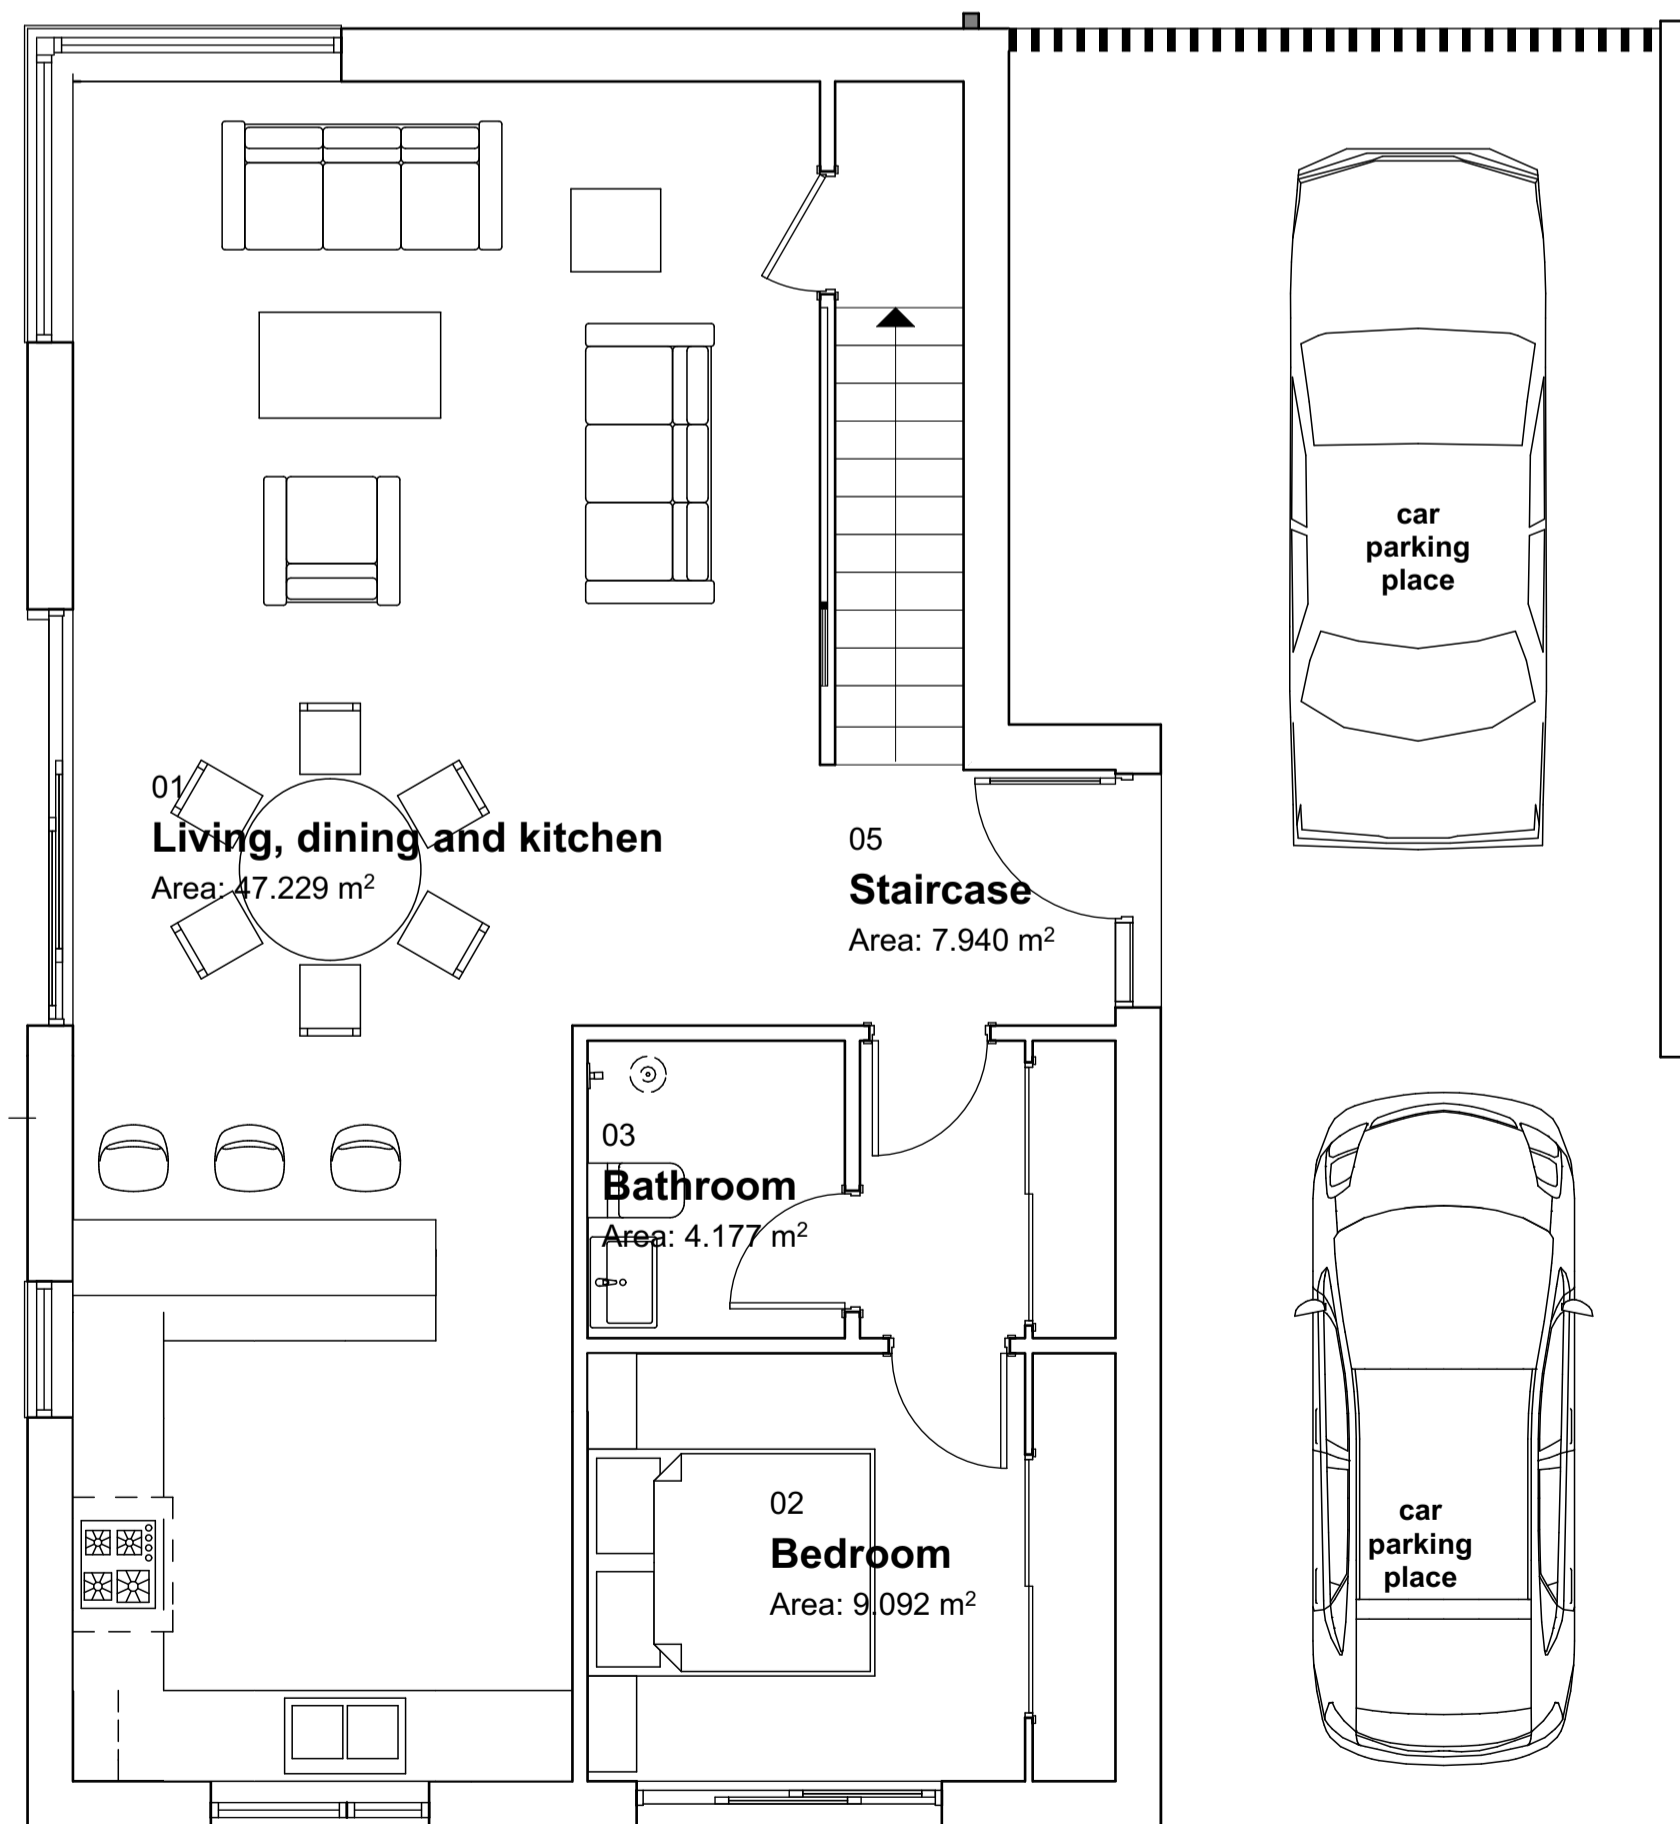 car
parking
place
01
Living, dining and kitchen
Area: 47.229 m²
05
Staircase
Area: 7.940 m²
03
Bathroom
Area: 4.177 m²
02
Bedroom
Area: 9.092 m²
car
parking
place